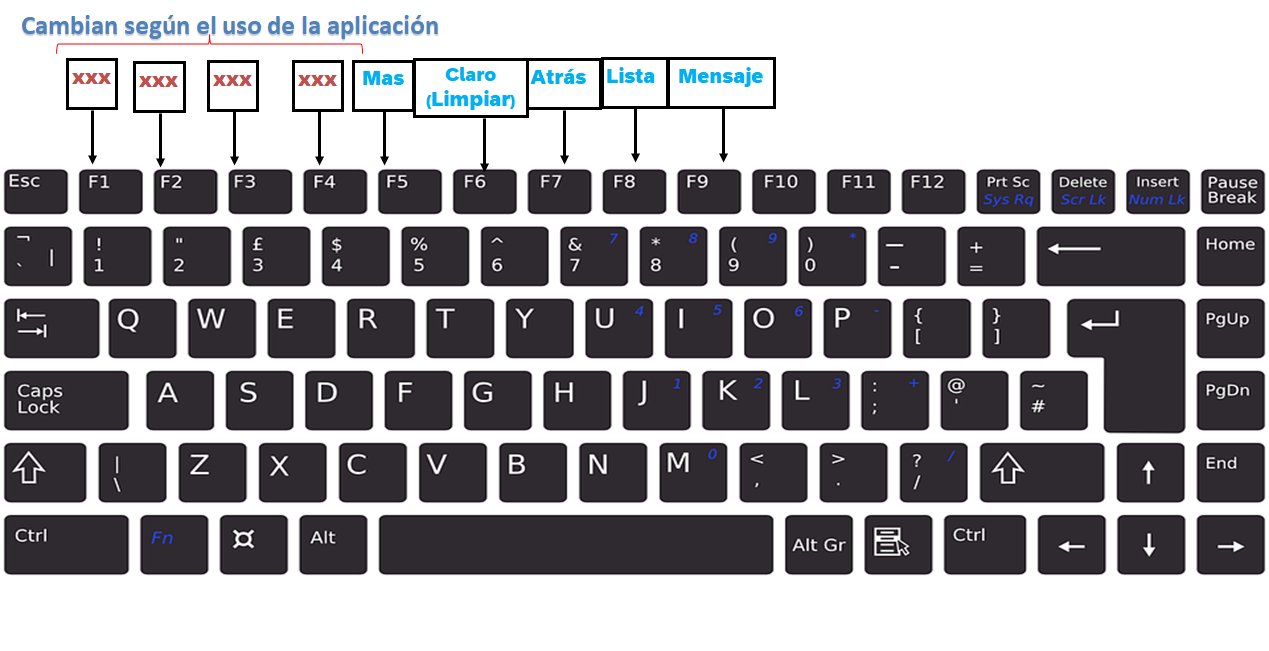 Cambian según el uso de la aplicación
xxx xxx xxx xxx Mas Claro Atrás Lista Mensaje
(Limpiar)
Esc F1 F2 F3 F4 F5 F6 F7 F8 F9 F10 F11 F12 Prt Sc Delete Insert Pause
Sys Rq Scr Lk Num Lk Break
¬ | ! " £ $ % ^ & 7 * 8 ( 9 ) * — + Home
` 1 2 3 4 5 6 7 8 9 0 - =
Q W E R T Y U 4 I 5 O 6 P - { } PgUp
[ ]
Caps A S D F G H J 1 K 2 L 3 : + @ ~ PgDn
Lock ; ' #
| Z X C V B N M 0 < > ? / End
\ , . /
Ctrl Fn Alt Alt Gr Ctrl